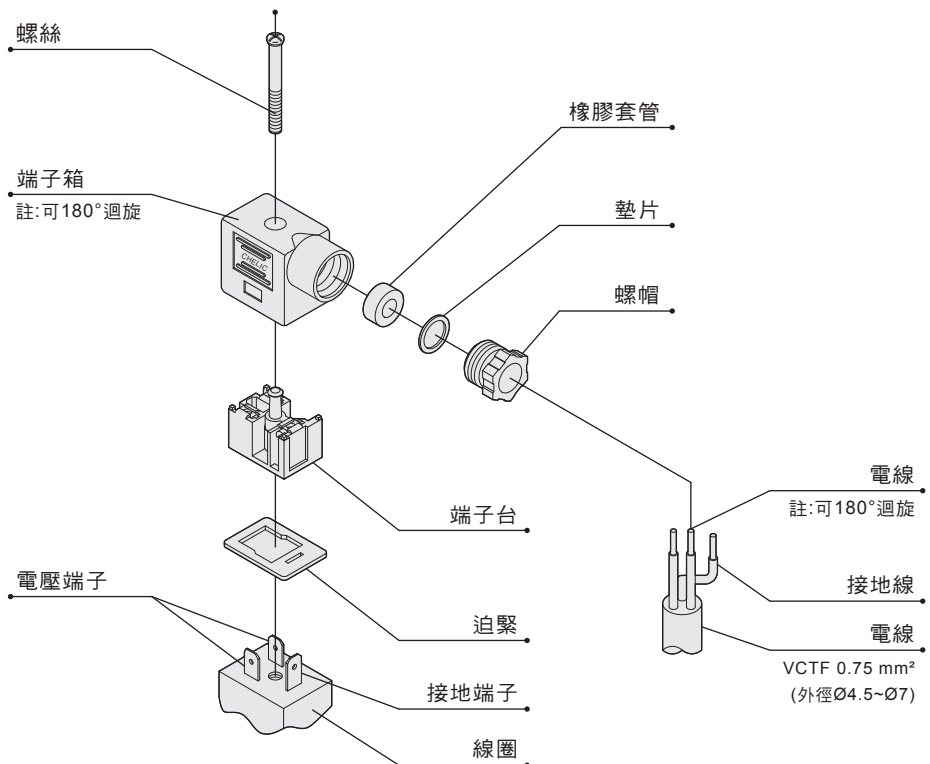 螺絲
橡膠套管
端子箱
註:可180°迴旋
墊片
CHELIC
螺帽
電線
註:可180°迴旋
端子台
電壓端子
接地線
迫緊
電線
VCTF 0.75 mm²
(外徑Ø4.5~Ø7)
接地端子
線圈